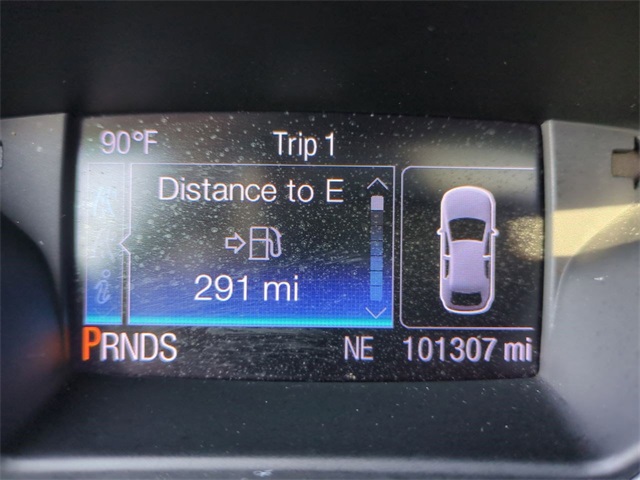 90°F Trip 1
Distance to E
291 mi
PRNDS NE 101307 mi